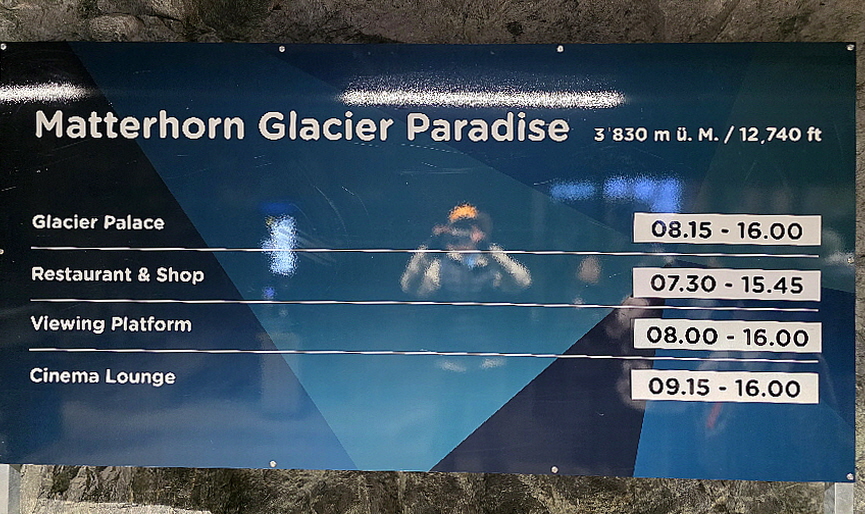 Matterhorn Glacier Paradise 3'830 m ü. M. / 12,740 ft
Glacier Palace 08.15 - 16.00
Restaurant & Shop 07.30 - 15.45
Viewing Platform 08.00 - 16.00
Cinema Lounge 09.15 - 16.00